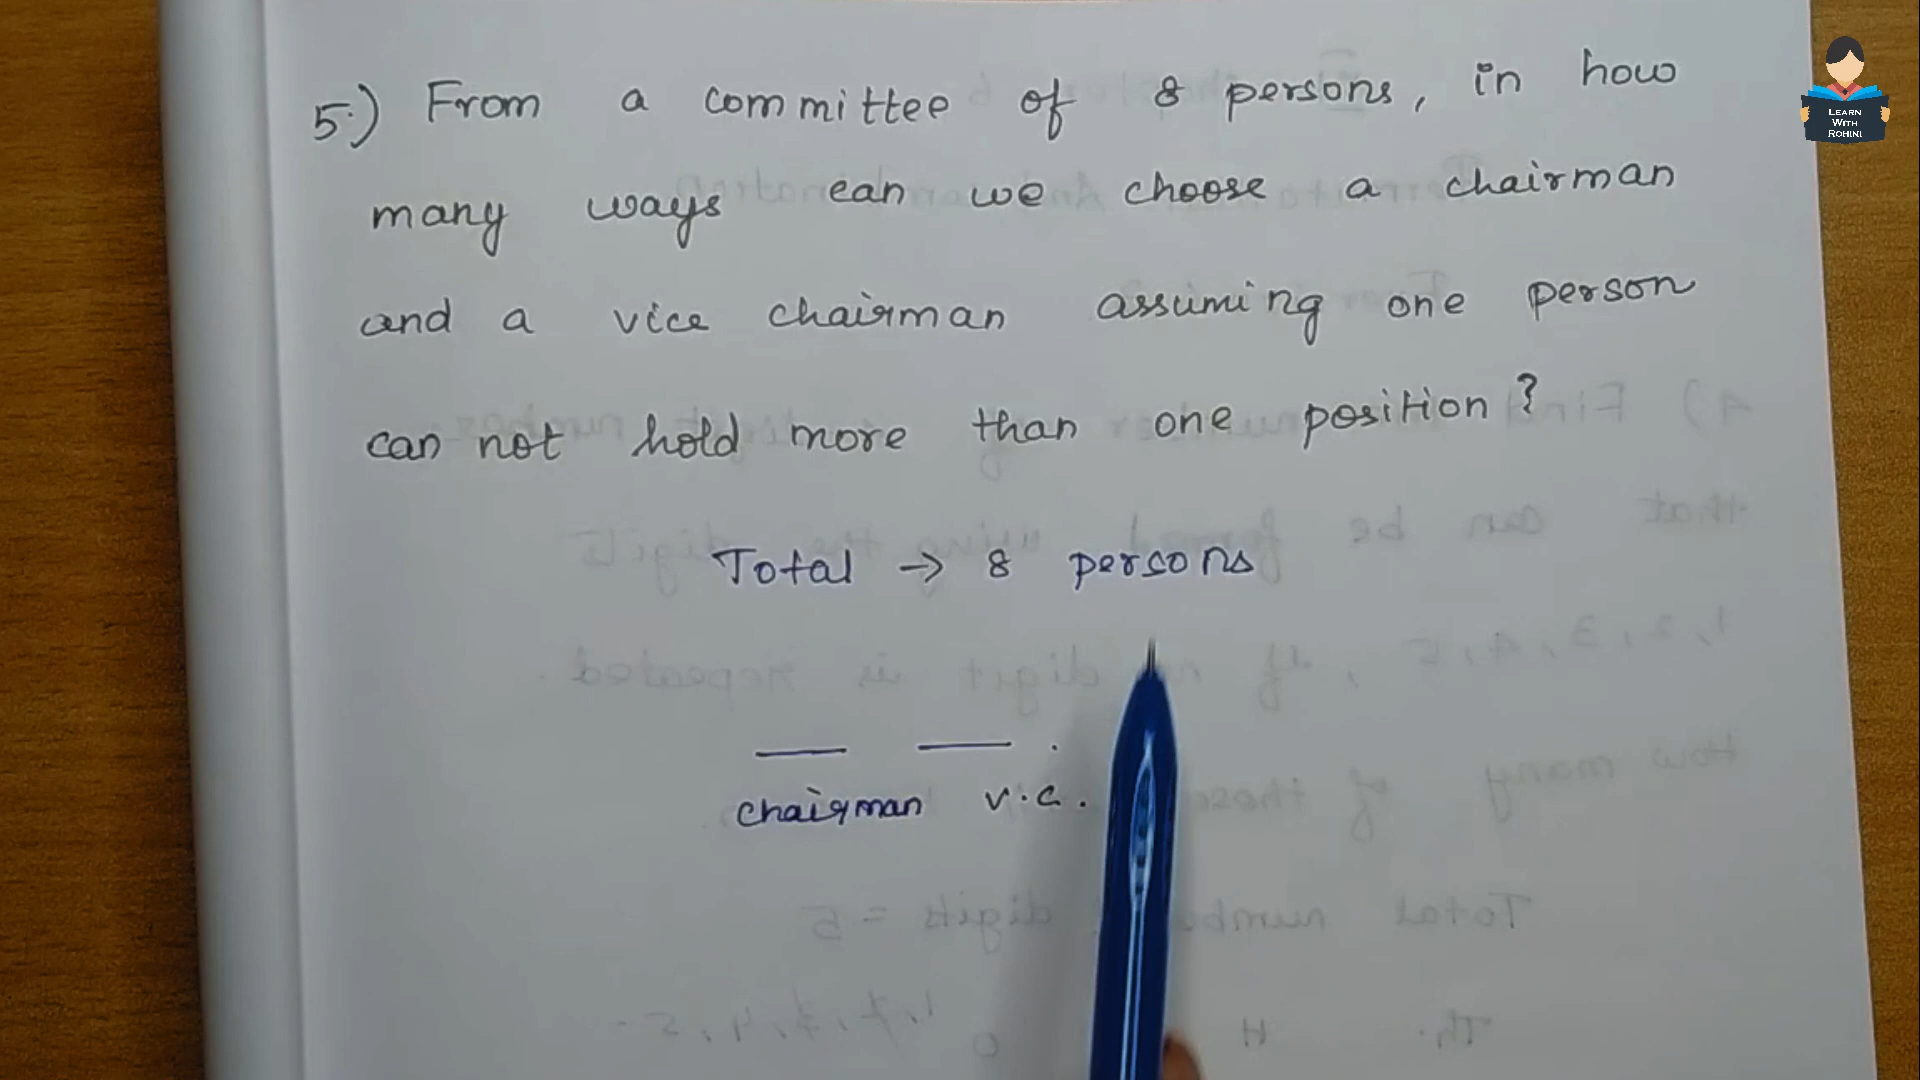 5.) From a committee of 8 persons, in how
many ways can we choose a chairman
and a vice chairman assuming one person
can not hold more than one position?
Total → 8 persons
chairman v.c.
LEARN
WITH
ROHINI